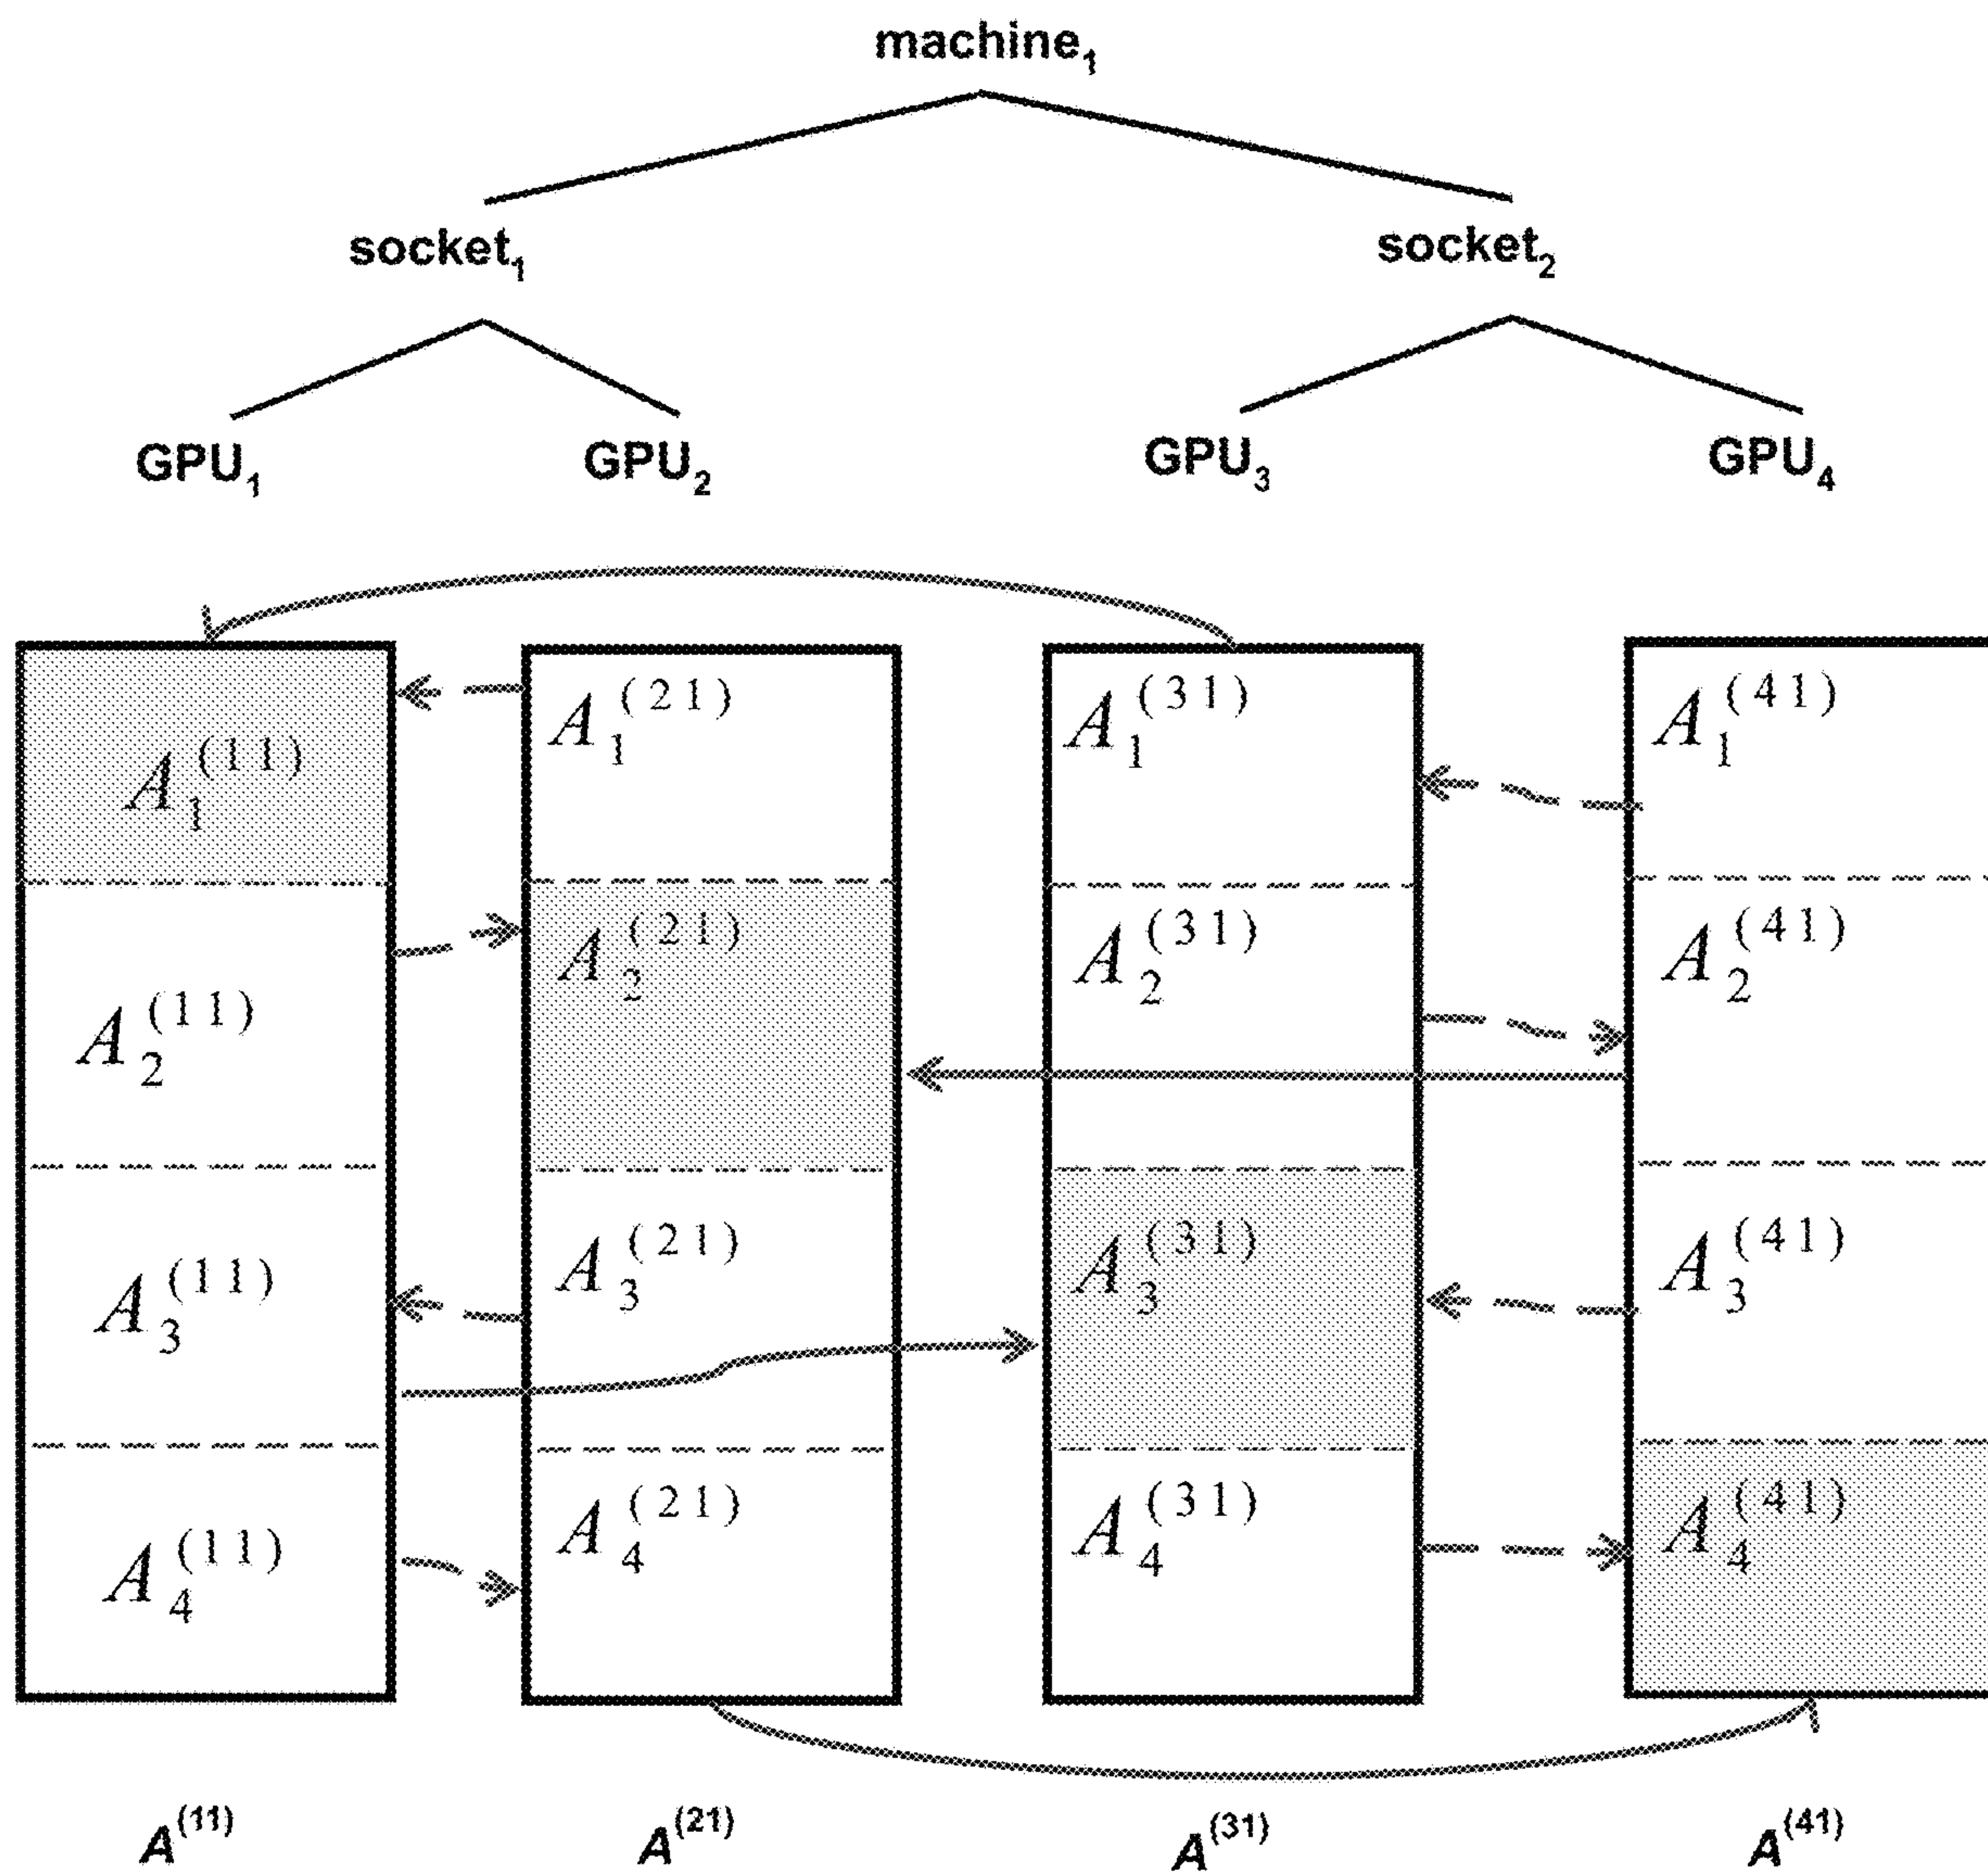 machine₁
socket₁ socket₂
GPU₁ GPU₂ GPU₃ GPU₄
A₁⁽¹¹⁾ A₁⁽²¹⁾ A₁⁽³¹⁾ A₁⁽⁴¹⁾
A₂⁽¹¹⁾ A₂⁽²¹⁾ A₂⁽³¹⁾ A₂⁽⁴¹⁾
A₃⁽¹¹⁾ A₃⁽²¹⁾ A₃⁽³¹⁾ A₃⁽⁴¹⁾
A₄⁽¹¹⁾ A₄⁽²¹⁾ A₄⁽³¹⁾ A₄⁽⁴¹⁾
A⁽¹¹⁾ A⁽²¹⁾ A⁽³¹⁾ A⁽⁴¹⁾